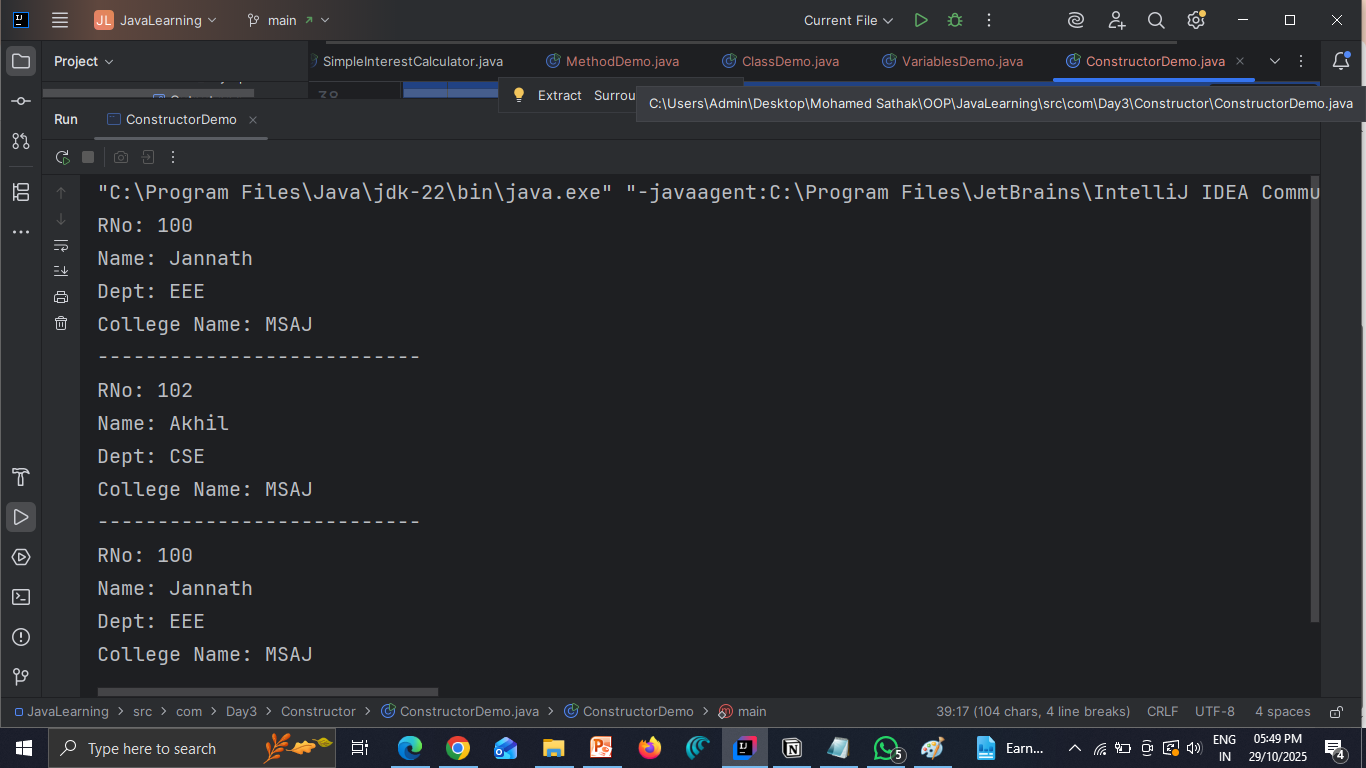 JL JavaLearning main Current File
Project
SimpleInterestCalculator.java MethodDemo.java ClassDemo.java VariablesDemo.java ConstructorDemo.java
38
Extract Surrou
C:\Users\Admin\Desktop\Mohamed Sathak\OOP\JavaLearning\src\com\Day3\Constructor\ConstructorDemo.java
Run ConstructorDemo
"C:\Program Files\Java\jdk-22\bin\java.exe" "-javaagent:C:\Program Files\JetBrains\IntelliJ IDEA Commu
RNo: 100
Name: Jannath
Dept: EEE
College Name: MSAJ
---------------------------
RNo: 102
Name: Akhil
Dept: CSE
College Name: MSAJ
---------------------------
RNo: 100
Name: Jannath
Dept: EEE
College Name: MSAJ
JavaLearning > src > com > Day3 > Constructor > ConstructorDemo.java > ConstructorDemo > main 39:17 (104 chars, 4 line breaks) CRLF UTF-8 4 spaces
Type here to search 5 Earn... ENG IN 05:49 PM 29/10/2025 4